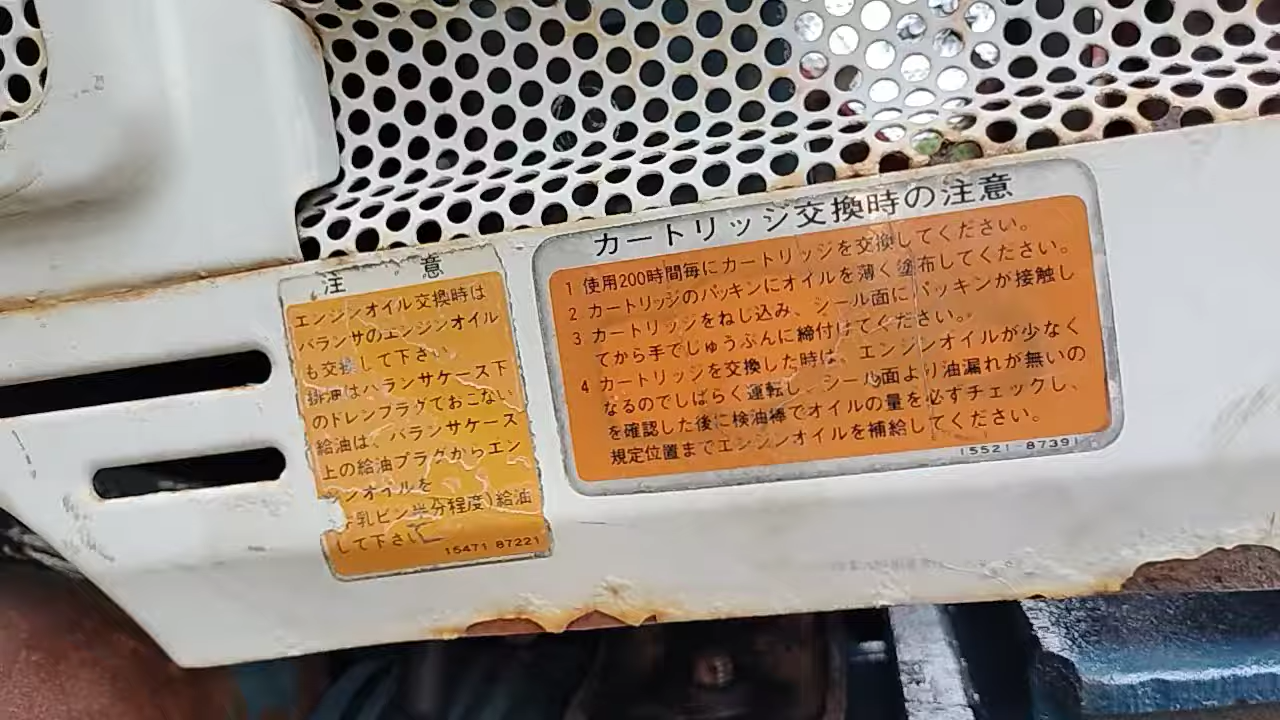 注 意
エンジンオイル交換時は
バランサのエンジンオイル
も交換して下さい
排油はバランサケース下
のドレンプラグでおこない
給油は、バランサケース
上の給油プラグからエン
ジンオイルを
乳ビン半分程度)給油
して下さい
15471 87221
カートリッジ交換時の注意
1 使用200時間毎にカートリッジを交換してください。
2 カートリッジのパッキンにオイルを薄く塗布してください。
3 カートリッジをねじ込み、シール面にパッキンが接触し
てから手でじゅうぶんに締付けてください。
4 カートリッジを交換した時は、エンジンオイルが少なく
なるのでしばらく運転し、シール面より油漏れが無いの
を確認した後に検油棒でオイルの量を必ずチェックし、
規定位置までエンジンオイルを補給してください。
15521-87391